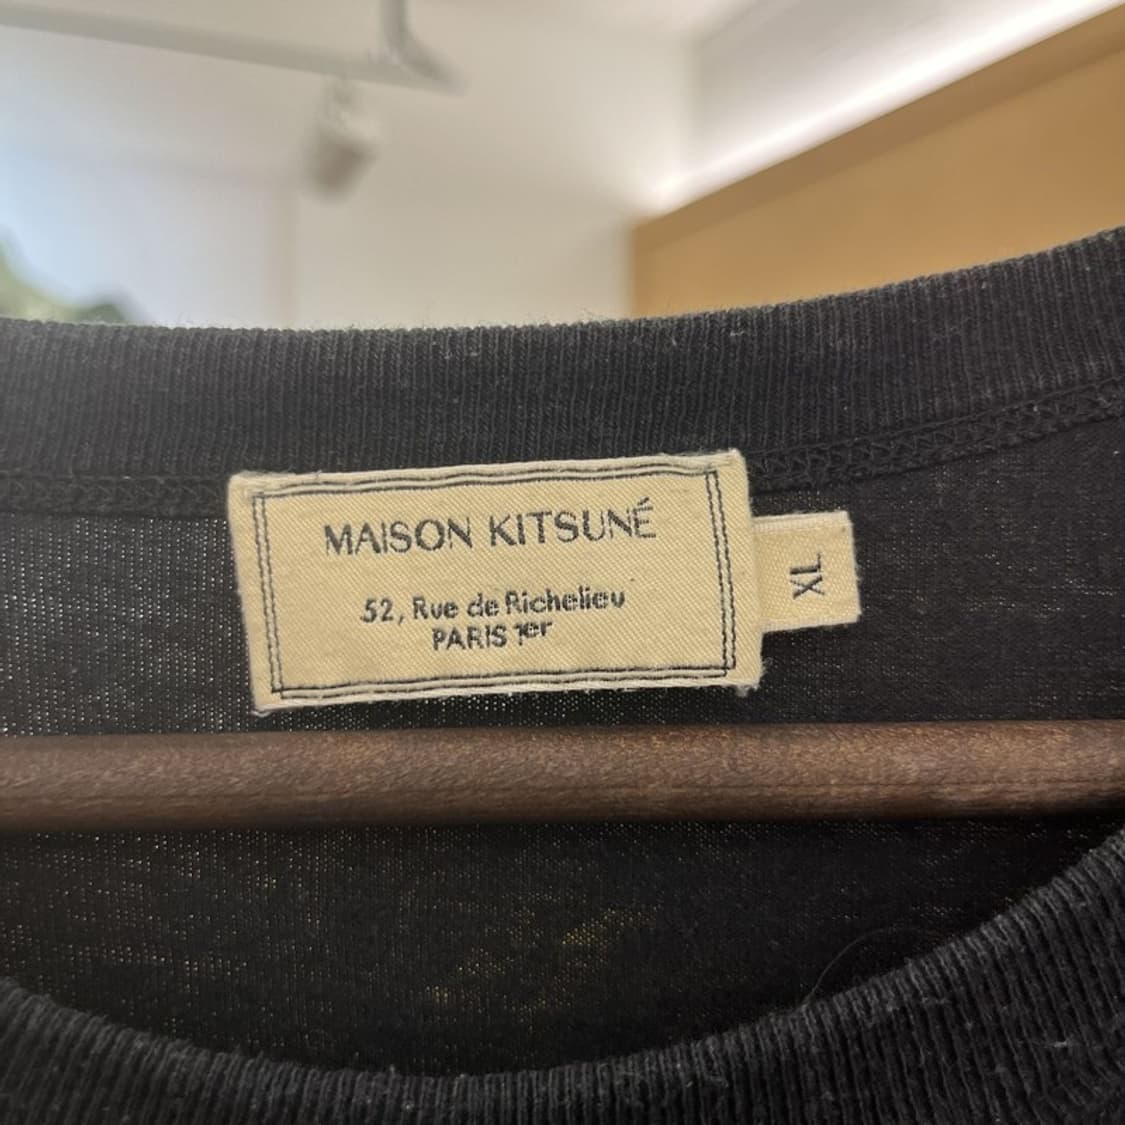 MAISON KITSUNÉ
52, Rue de Richelieu
PARIS 1er
XL